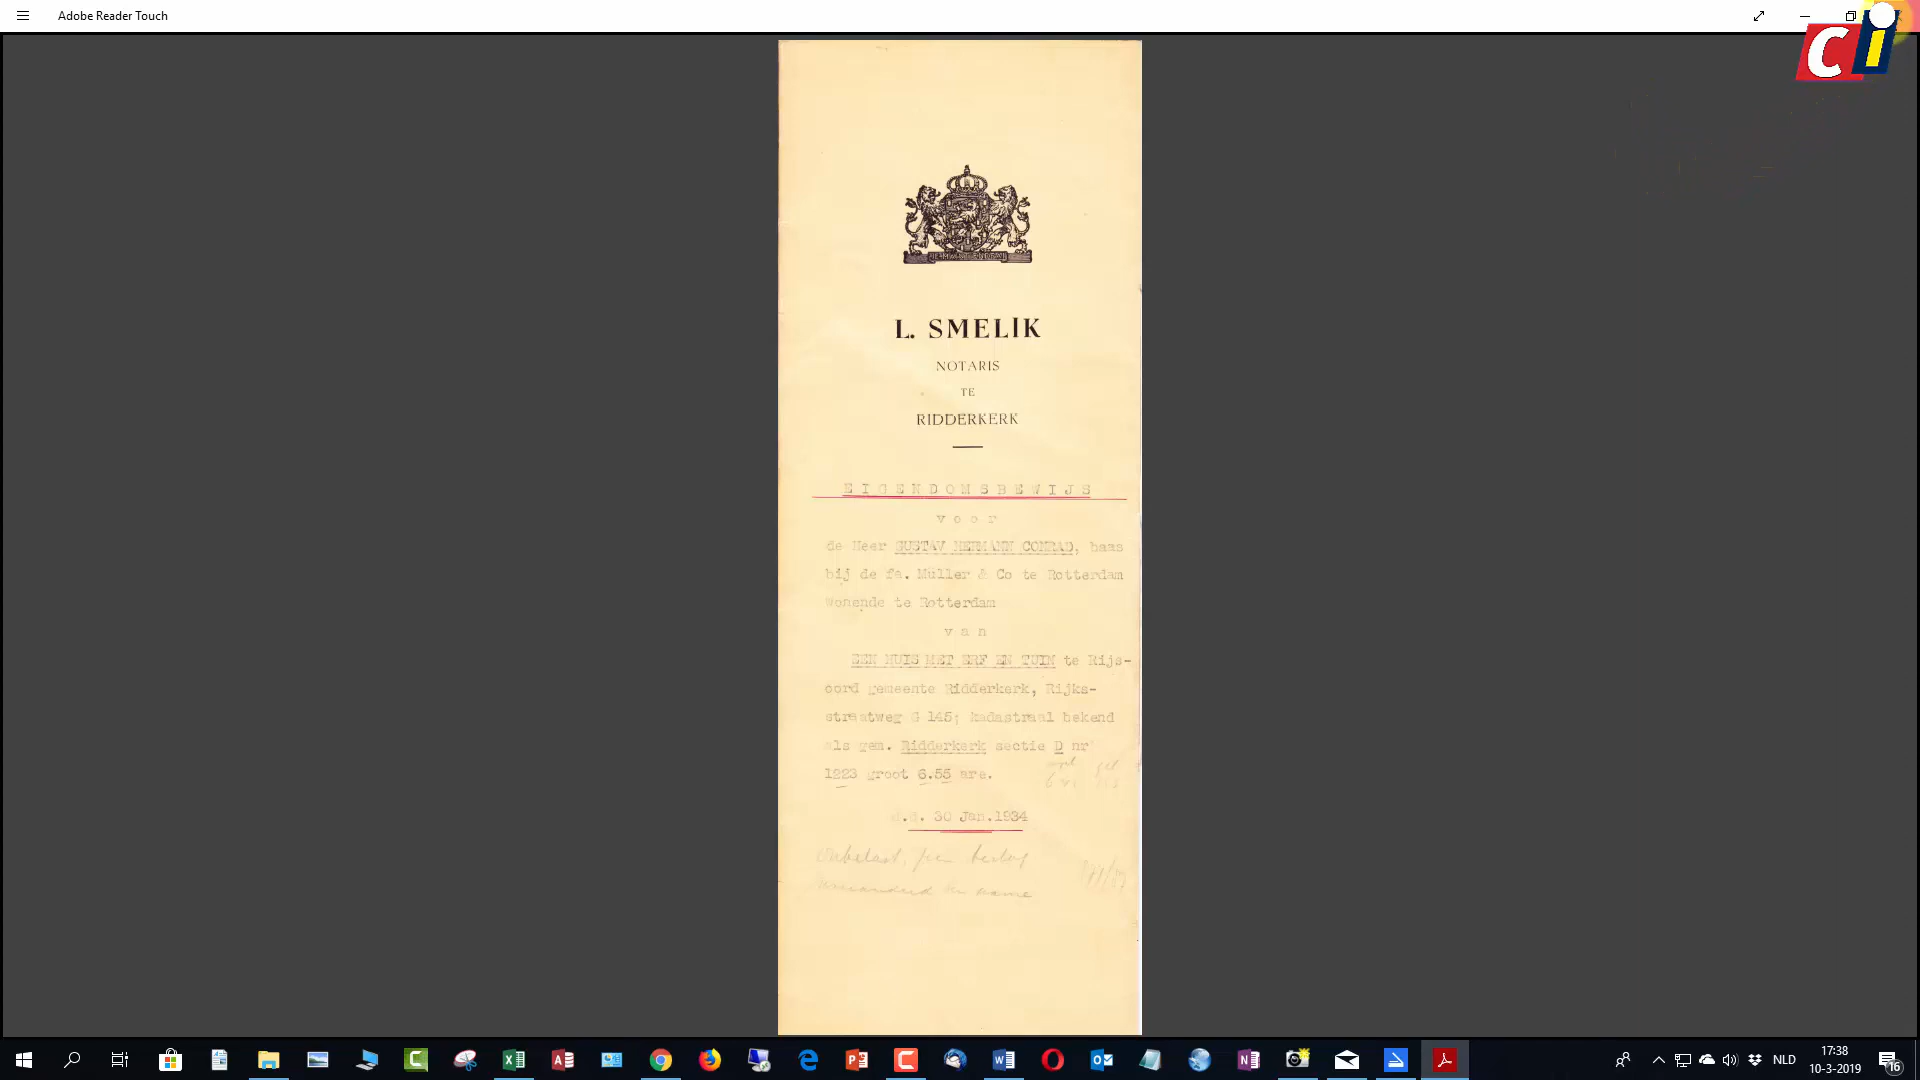 Adobe Reader Touch
Ci
L. SMELIK
NOTARIS
TE
RIDDERKERK
EIGENDOMSBEWIJS
voor
de Heer GUSTAV HERMANN CONRAD, baas
bij de fa. Müller & Co te Rotterdam
wonende te Rotterdam
van
EEN HUIS MET ERF EN TUIN te Rijs-
oord gemeente Ridderkerk, Rijks-
straatweg G 145; kadastraal bekend
als gem. Ridderkerk sectie D nr
1223 groot 6.55 are.
30 Jan.1934
NLD
17:38
10-3-2019
16